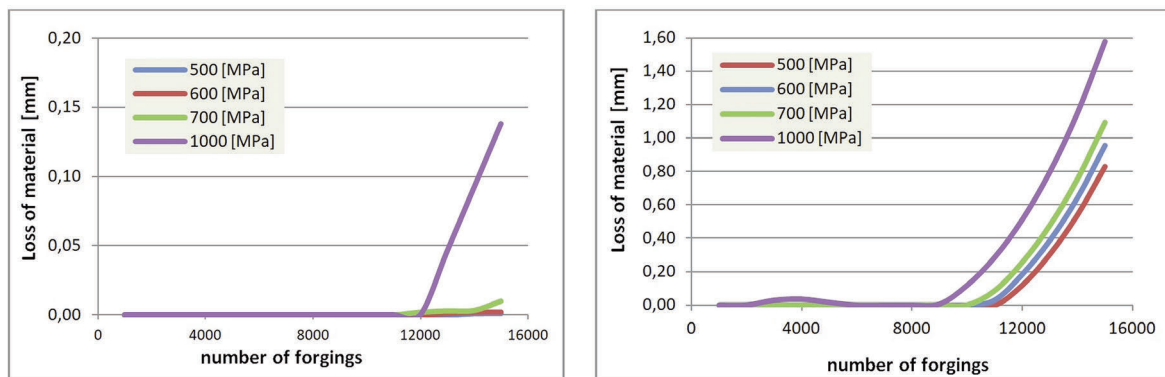 0,20
0,15
0,10
0,05
0,00
Loss of material [mm]
500 [MPa]
600 [MPa]
700 [MPa]
1000 [MPa]
0
4000
8000
12000
16000
number of forgings
1,60
1,40
1,20
1,00
0,80
0,60
0,40
0,20
0,00
Loss of material [mm]
500 [MPa]
600 [MPa]
700 [MPa]
1000 [MPa]
0
4000
8000
12000
16000
number of forgings